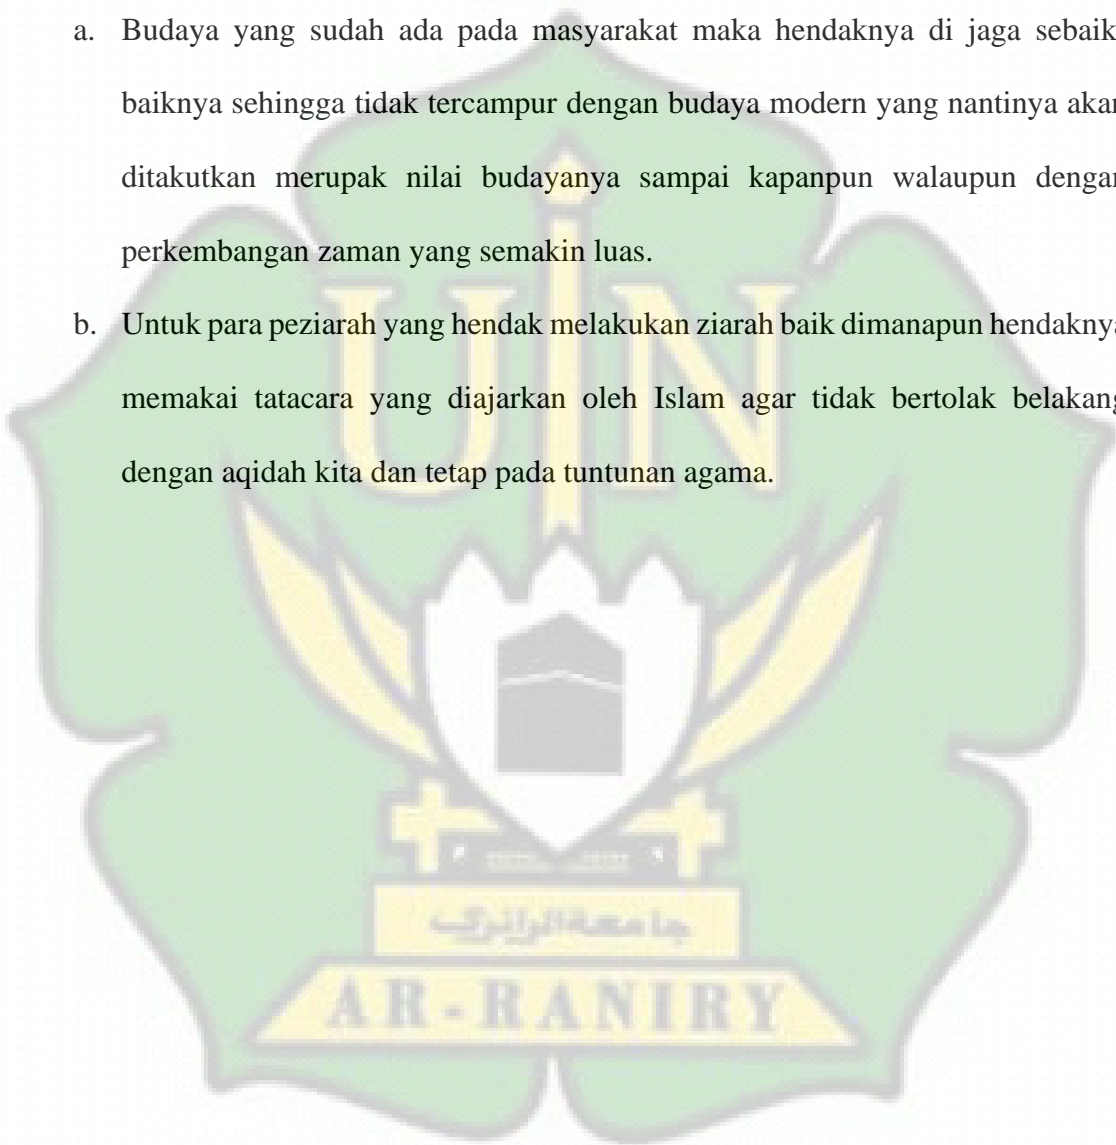 a. Budaya yang sudah ada pada masyarakat maka hendaknya di jaga sebaik
baiknya sehingga tidak tercampur dengan budaya modern yang nantinya akan
ditakutkan merupak nilai budayanya sampai kapanpun walaupun dengan
perkembangan zaman yang semakin luas.
b. Untuk para peziarah yang hendak melakukan ziarah baik dimanapun hendaknya
memakai tatacara yang diajarkan oleh Islam agar tidak bertolak belakang
dengan aqidah kita dan tetap pada tuntunan agama.
UIN
جامعة الرانري
AR-RANIRY